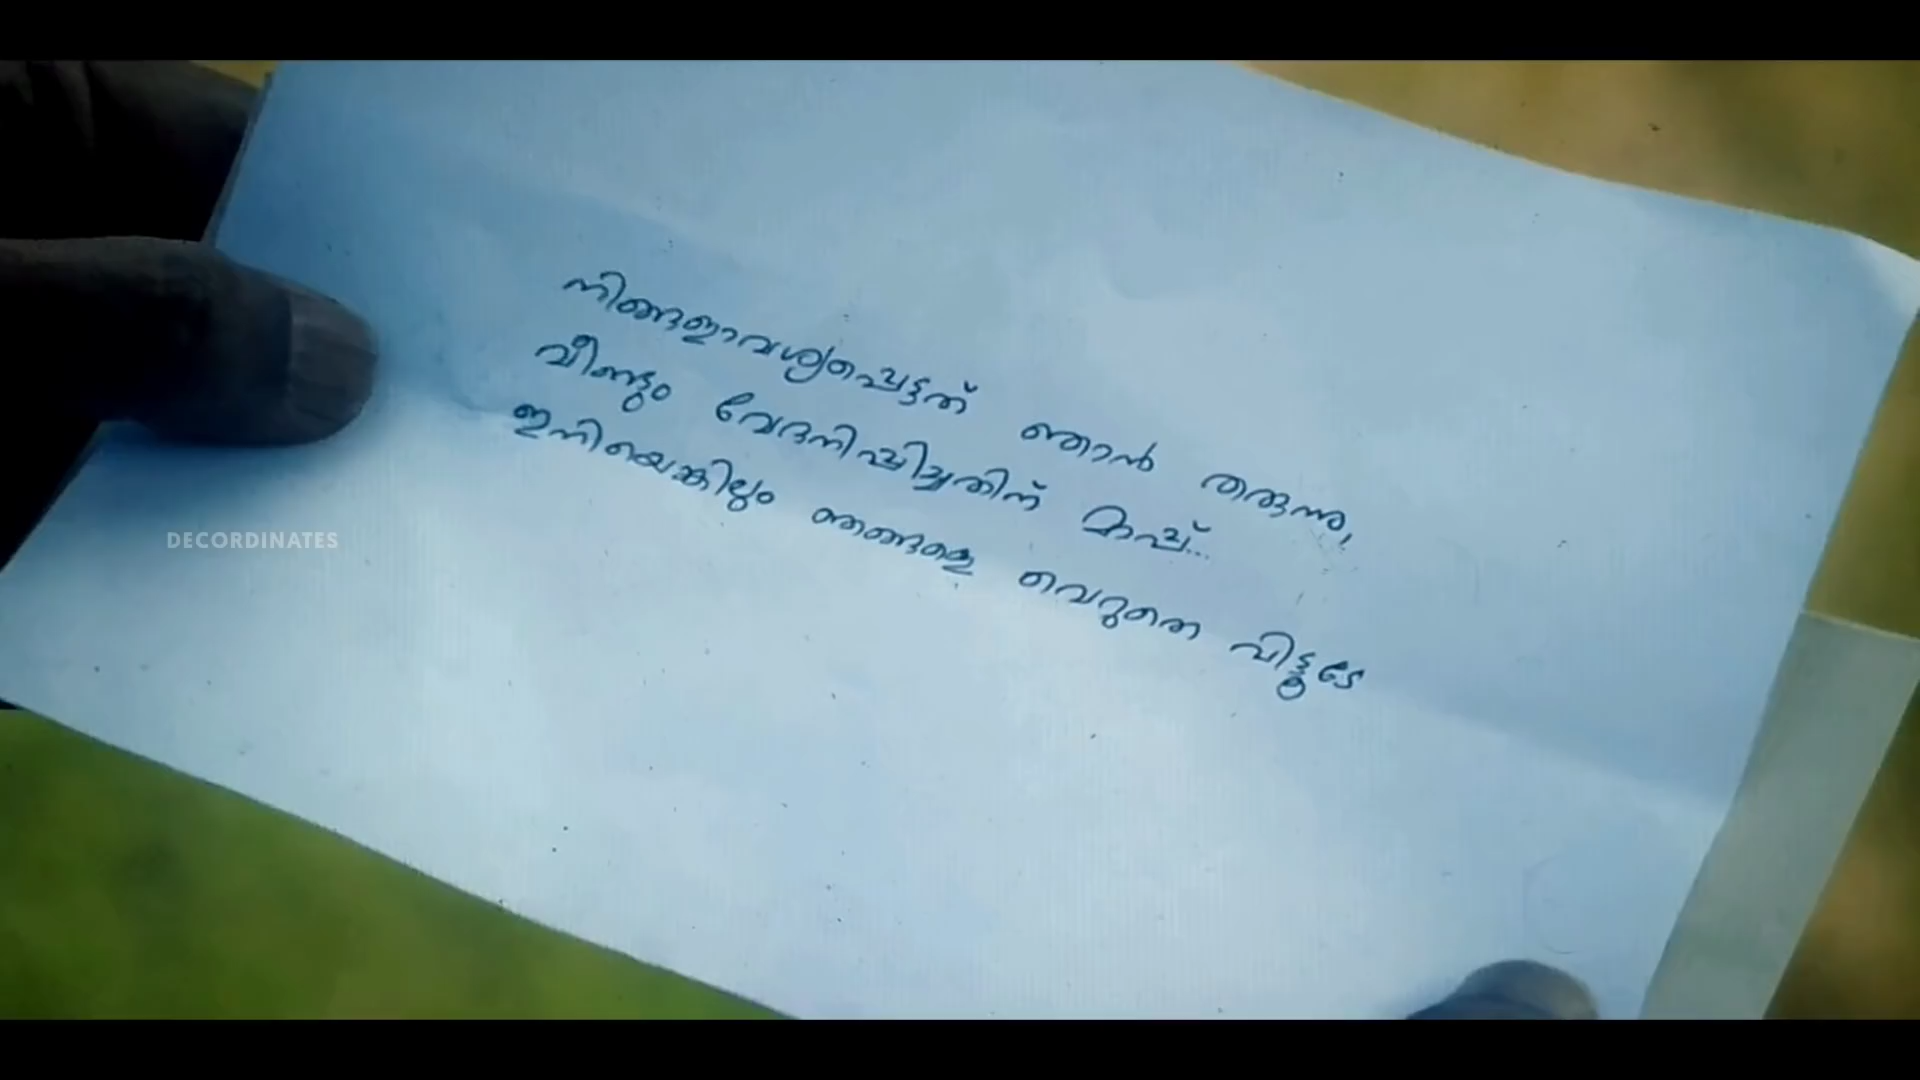 നിങ്ങളാവശ്യപ്പെട്ടത് ഞാൻ തരുന്നു,
വീണ്ടും വേദനിപ്പിച്ചതിന് മാപ്പ്...
ഇനിയെങ്കിലും ഞങ്ങളെ വെറുതെ വിട്ടൂടേ
DECORDINATES